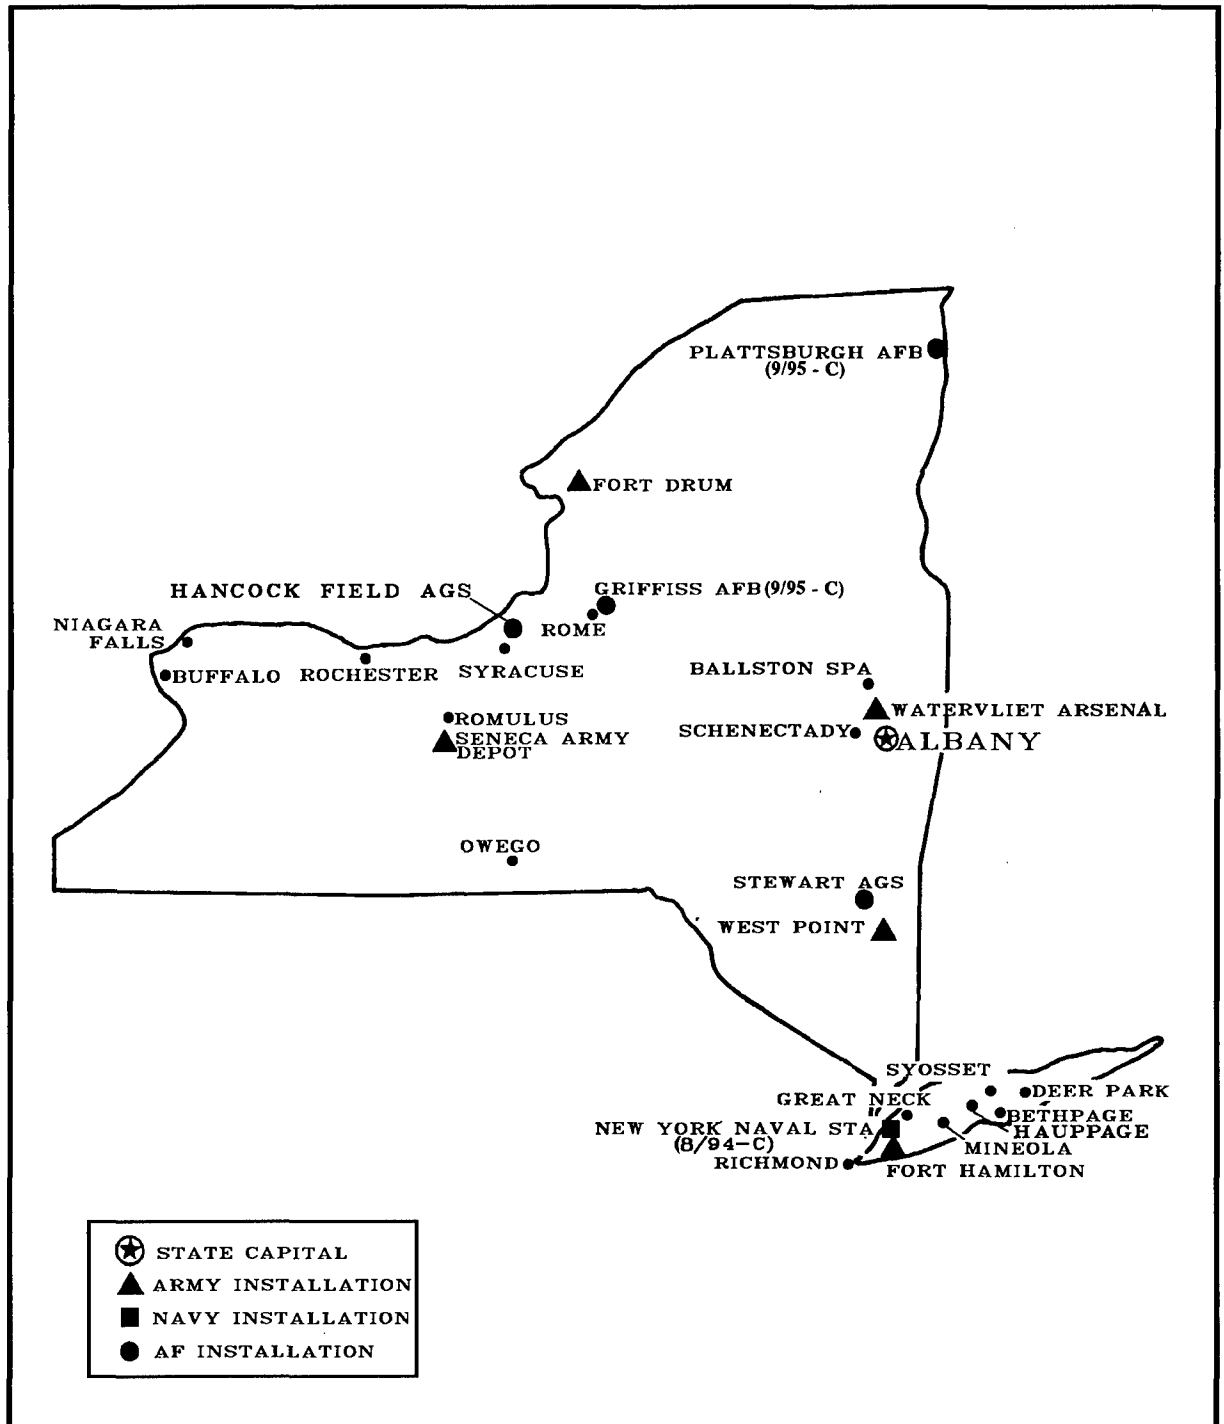 PLATTSBURGH AFB
(9/95 - C)
FORT DRUM
HANCOCK FIELD AGS
GRIFFISS AFB(9/95 - C)
NIAGARA
FALLS
ROME
BUFFALO
ROCHESTER
SYRACUSE
BALLSTON SPA
ROMULUS
WATERVLIET ARSENAL
SENECA ARMY
DEPOT
SCHENECTADY
ALBANY
OWEGO
STEWART AGS
WEST POINT
SYOSSET
GREAT NECK
DEER PARK
BETHPAGE
NEW YORK NAVAL STA
(8/94-C)
HAUPPAGE
MINEOLA
RICHMOND
FORT HAMILTON
STATE CAPITAL
ARMY INSTALLATION
NAVY INSTALLATION
AF INSTALLATION